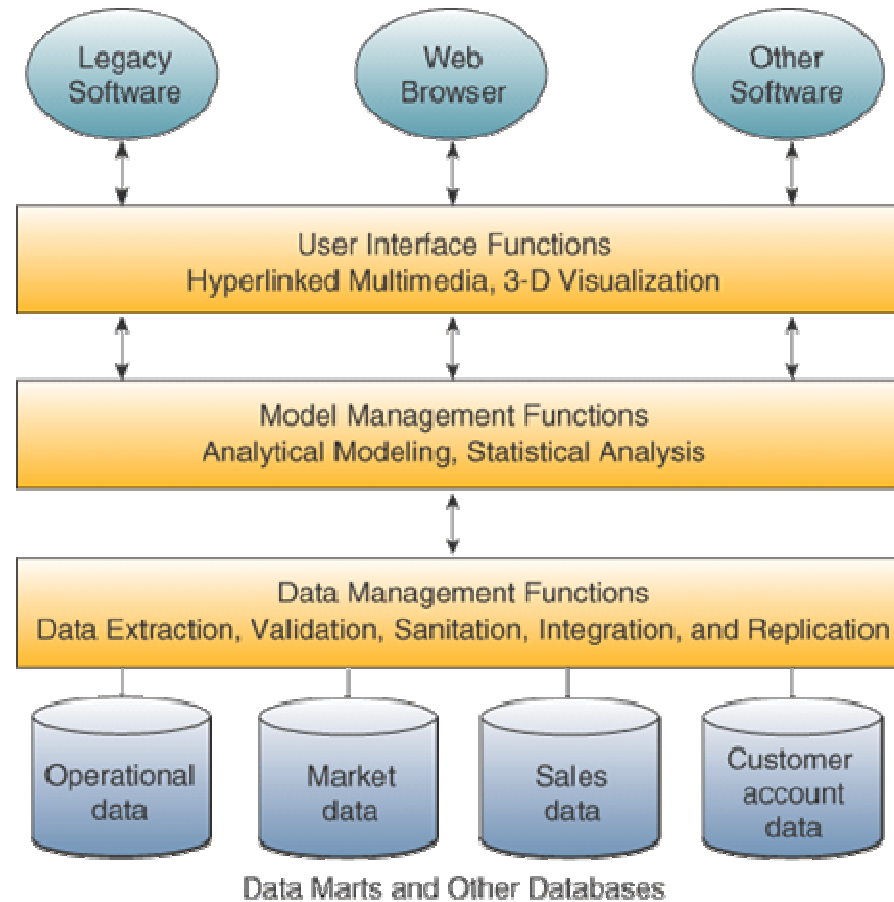 Legacy
Software
Web
Browser
Other
Software
User Interface Functions
Hyperlinked Multimedia, 3-D Visualization
Model Management Functions
Analytical Modeling, Statistical Analysis
Data Management Functions
Data Extraction, Validation, Sanitation, Integration, and Replication
Operational
data
Market
data
Sales
data
Customer
account
data
Data Marts and Other Databases